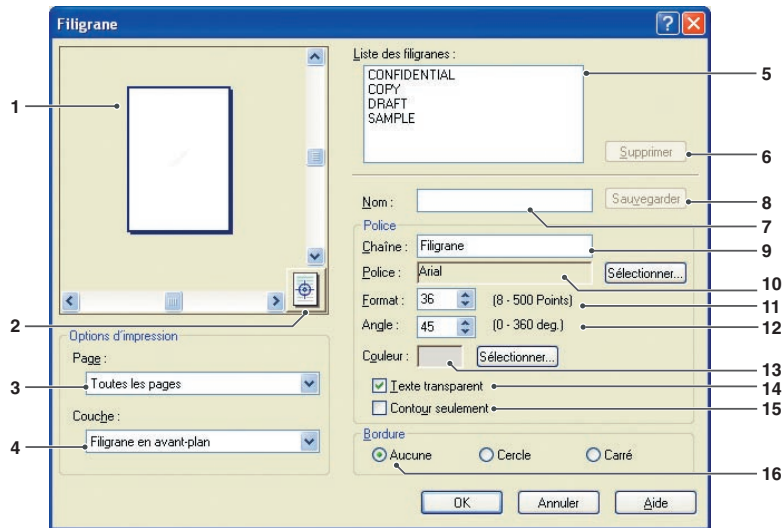 Filigrane
1
2
Options d'impression
Page :
3
Toutes les pages
Couche :
4
Filigrane en avant-plan
Liste des filigranes :
CONFIDENTIAL
COPY
DRAFT
SAMPLE
5
Supprimer
6
Nom :
Sauvegarder
8
7
Police
Chaîne : Filigrane
9
Police : Arial
Sélectionner...
10
Format : 36 (8 - 500 Points)
11
Angle : 45 (0 - 360 deg.)
12
Couleur : Sélectionner...
13
Texte transparent
14
Contour seulement
15
Bordure
Aucune Cercle Carré
16
OK Annuler Aide